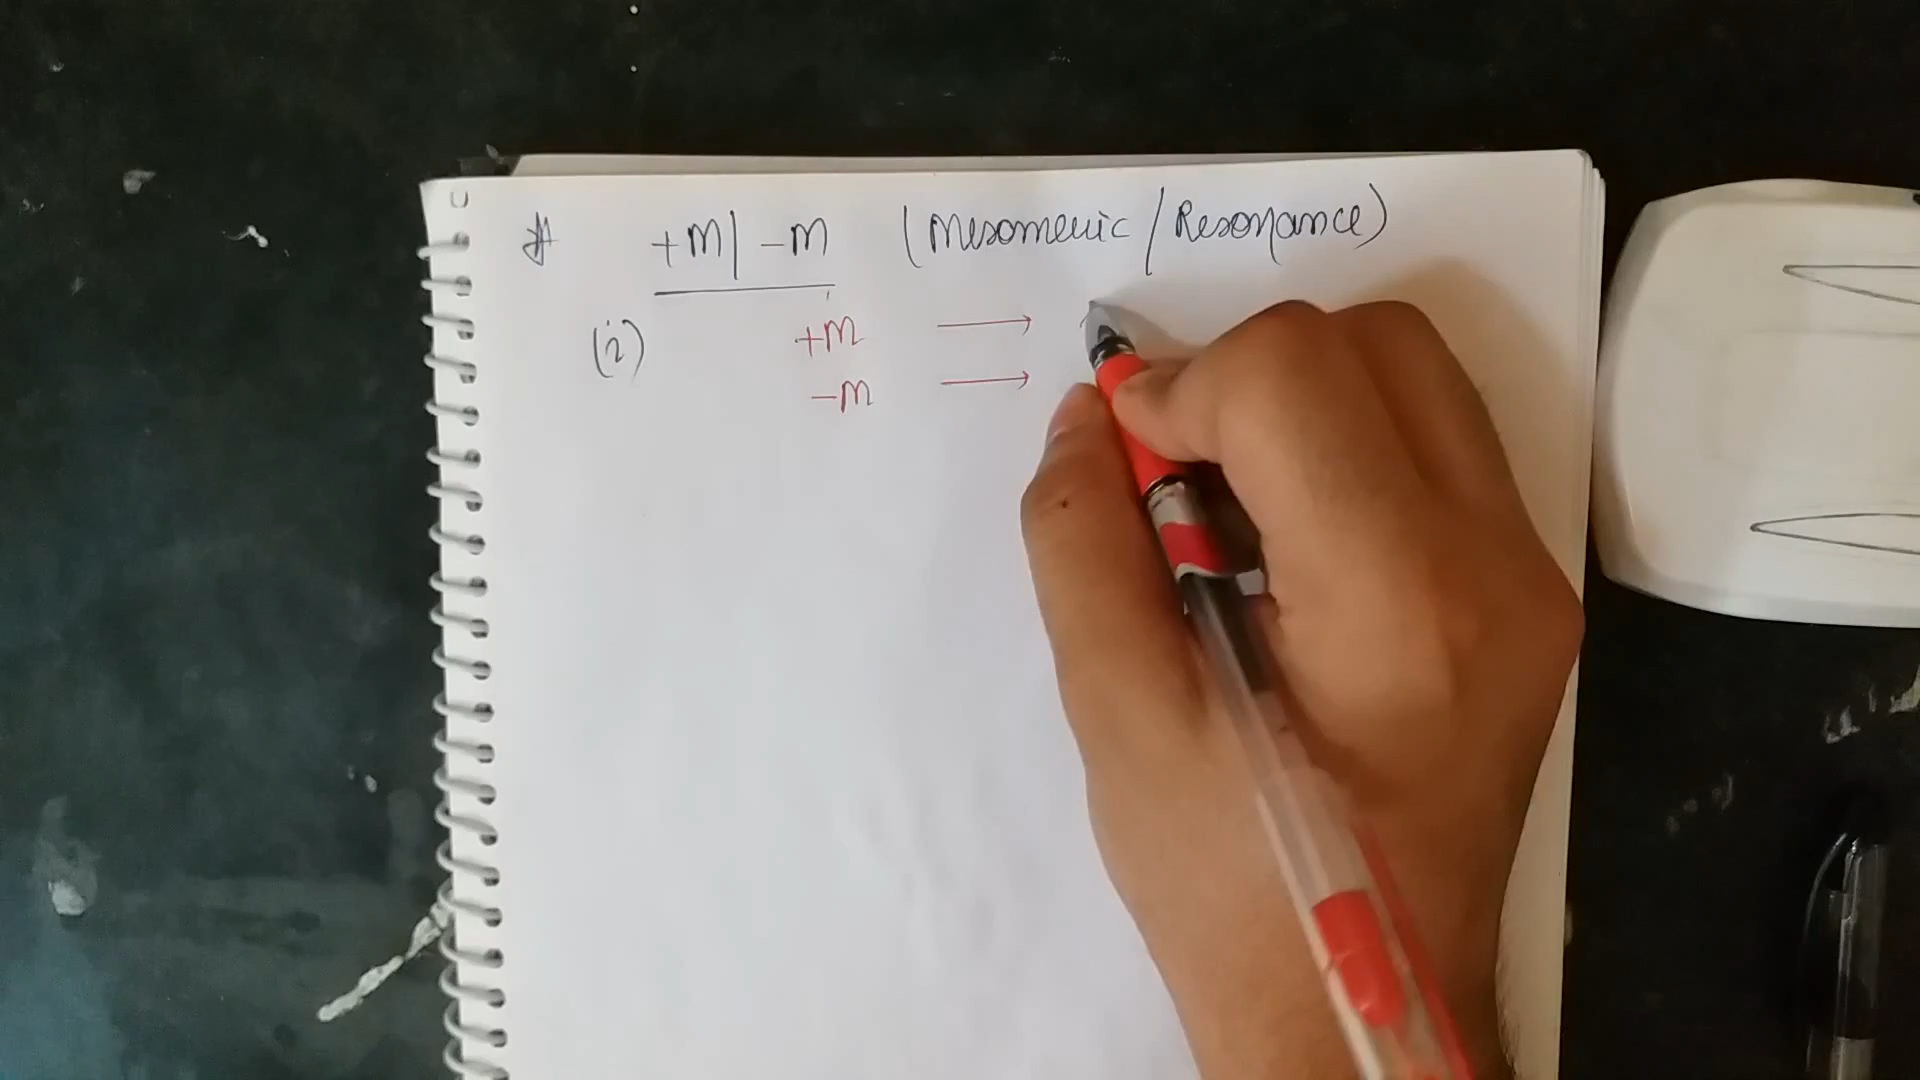 # +M | -M (Mesomeric / Resonance)
(i) +M →
-M →